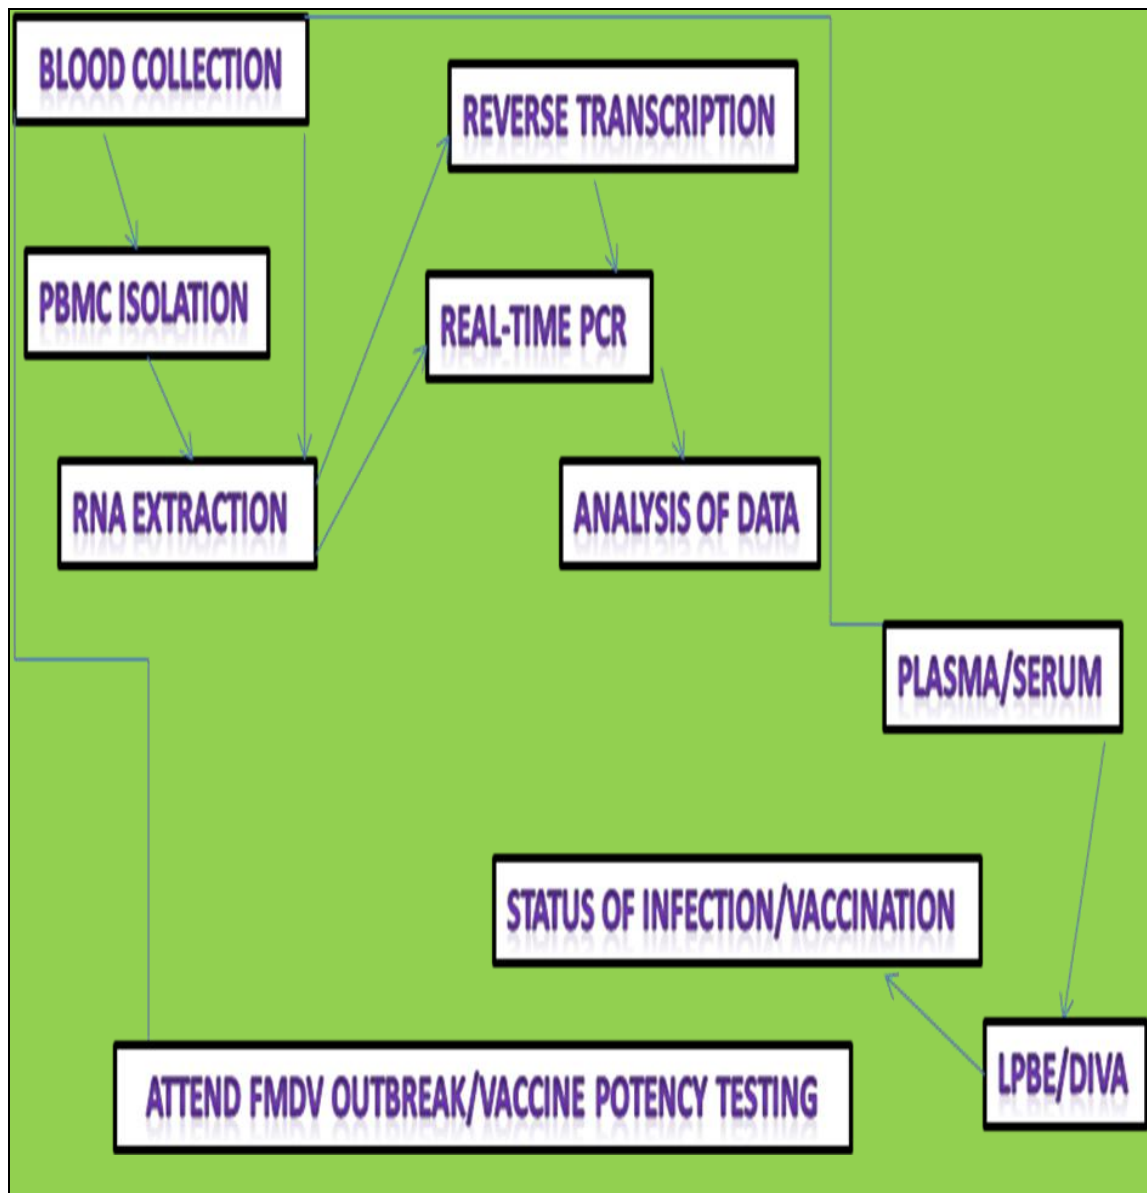 BLOOD COLLECTION
REVERSE TRANSCRIPTION
PBMC ISOLATION
REAL-TIME PCR
RNA EXTRACTION
ANALYSIS OF DATA
PLASMA/SERUM
STATUS OF INFECTION/VACCINATION
LPBE/DIVA
ATTEND FMDV OUTBREAK/VACCINE POTENCY TESTING